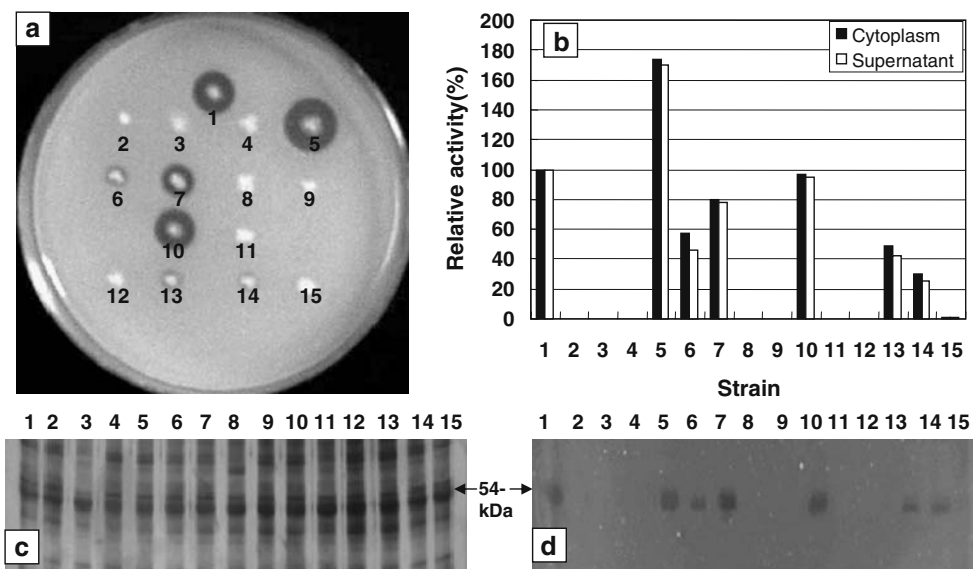 a
1
2 3 4 5
6 7 8 9
10 11
12 13 14 15
b
Relative activity(%)
200
180
160
140
120
100
80
60
40
20
0
Cytoplasm
Supernatant
1 2 3 4 5 6 7 8 9 10 11 12 13 14 15
Strain
1 2 3 4 5 6 7 8 9 10 11 12 13 14 15
c
54-
kDa
1 2 3 4 5 6 7 8 9 10 11 12 13 14 15
d